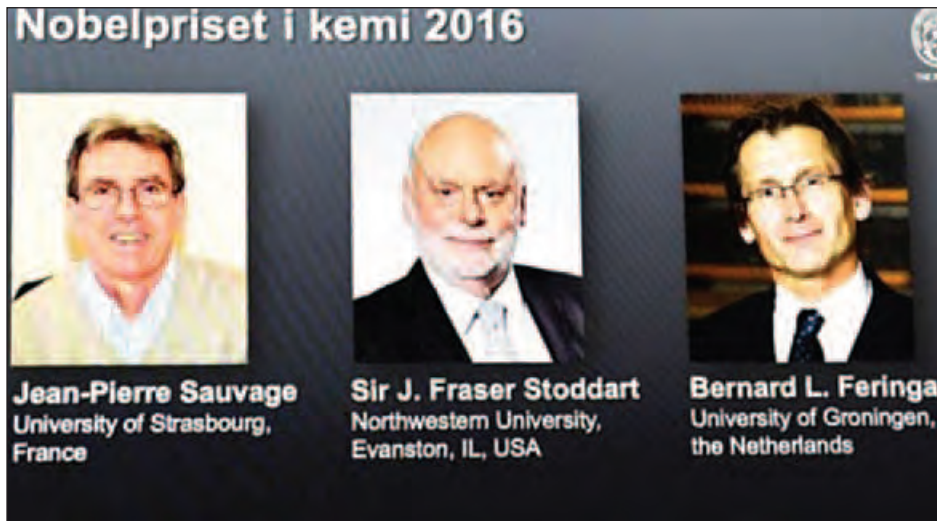 Nobelpriset i kemi 2016
Jean-Pierre Sauvage
University of Strasbourg,
France
Sir J. Fraser Stoddart
Northwestern University,
Evanston, IL, USA
Bernard L. Feringa
University of Groningen,
the Netherlands